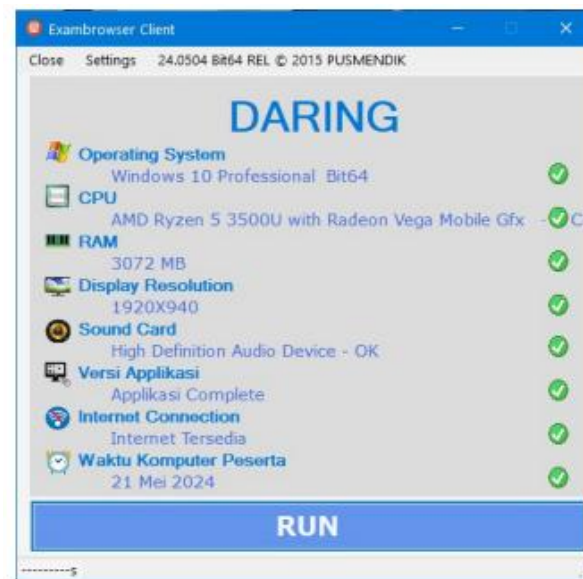 Exambrowser Client
Close Settings 24.0504 Bit64 REL © 2015 PUSMENDIK
DARING
Operating System
Windows 10 Professional Bit64
CPU
AMD Ryzen 5 3500U with Radeon Vega Mobile Gfx - C
RAM
3072 MB
Display Resolution
1920X940
Sound Card
High Definition Audio Device - OK
Versi Applikasi
Applikasi Complete
Internet Connection
Internet Tersedia
Waktu Komputer Peserta
21 Mei 2024
RUN
---------s